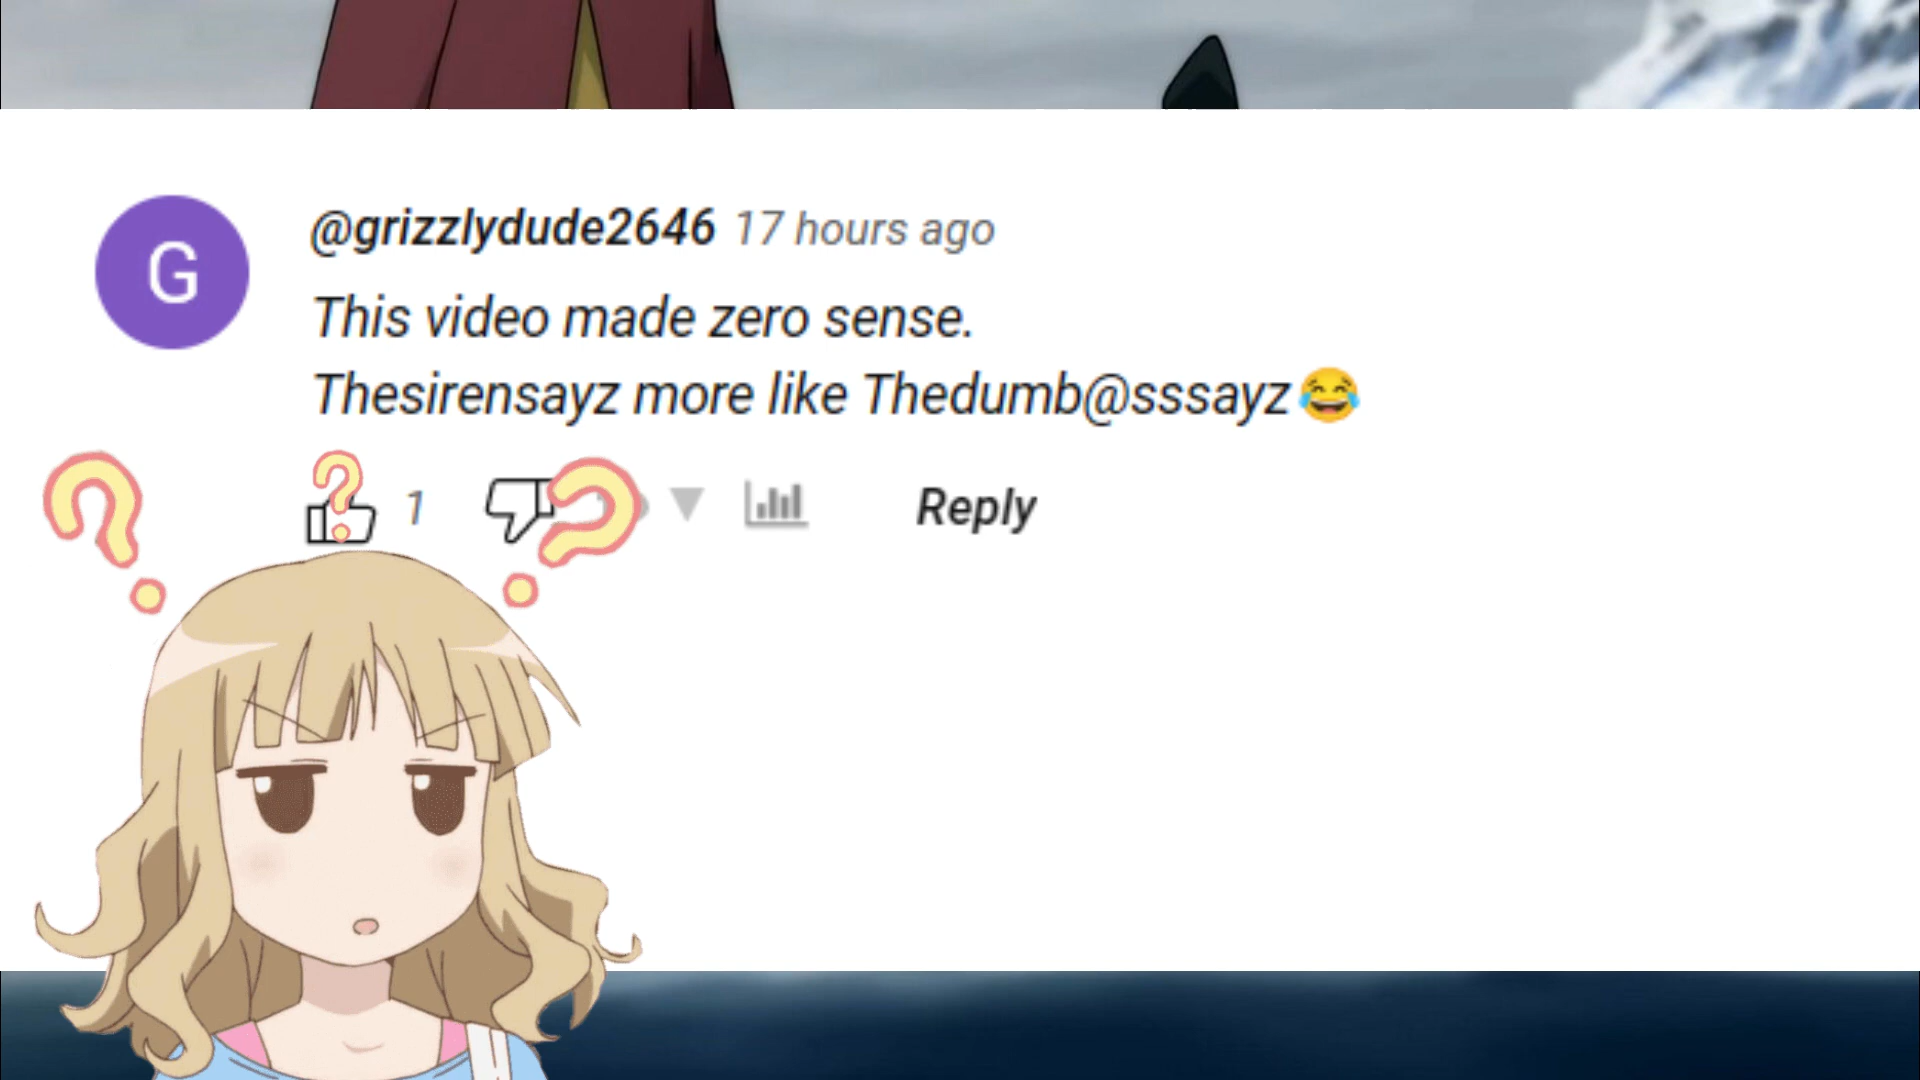 G
@grizzlydude2646 17 hours ago
This video made zero sense.
Thesirensayz more like Thedumb@sssayz😂
? ? ?
1 Reply